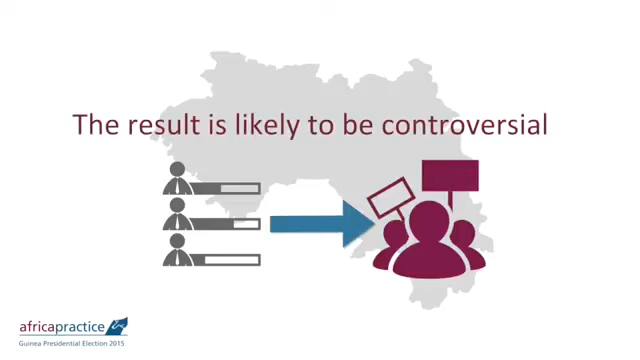 The result is likely to be controversial
africapractice
Guinea Presidential Election 2015